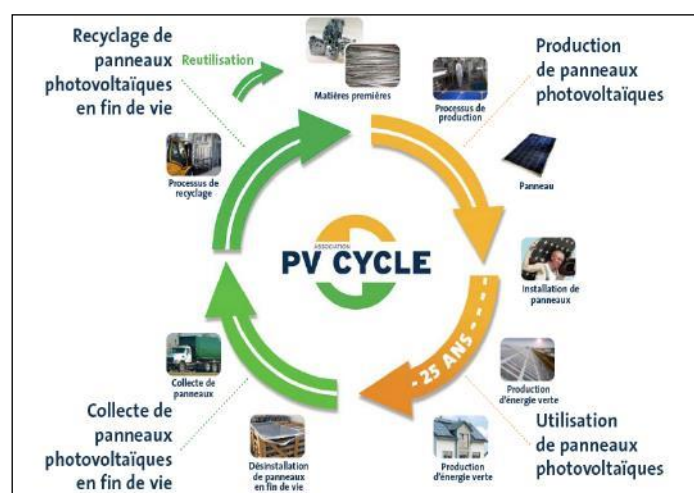 Recyclage de
panneaux
photovoltaïques
en fin de vie
Reutilisation
Matières premières
Processus de
production
Production
de panneaux
photovoltaïques
Panneau
Installation de
panneaux
25 ANS
Production
d'énergie verte
Production
d'énergie verte
Utilisation
de panneaux
photovoltaïques
Désinstallation
de panneaux
en fin de vie
Collecte de
panneaux
Collecte de
panneaux
photovoltaïques
en fin de vie
Processus de
recyclage
ASSOCIATION
PV CYCLE